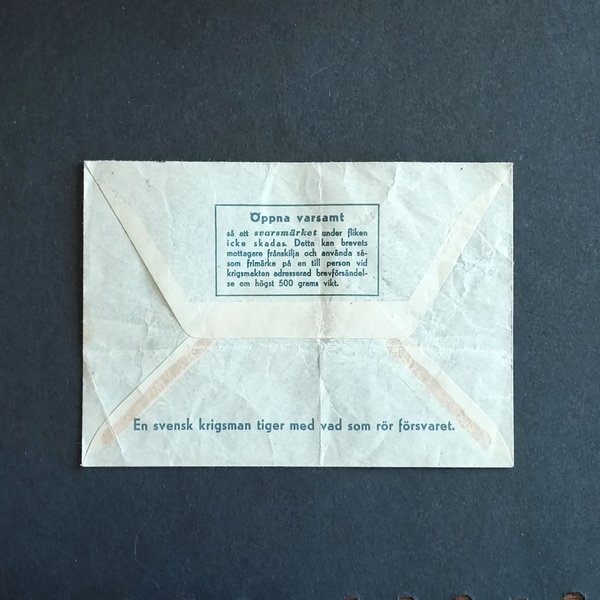 Öppna varsamt
så att svarsmärket under fliken
icke skadas. Detta kan brevets
mottagare frånskilja och använda så-
som frimärke på en till person vid
krigsmakten adresserad brevförsändel-
se om högst 500 grams vikt.
En svensk krigsman tiger med vad som rör försvaret.